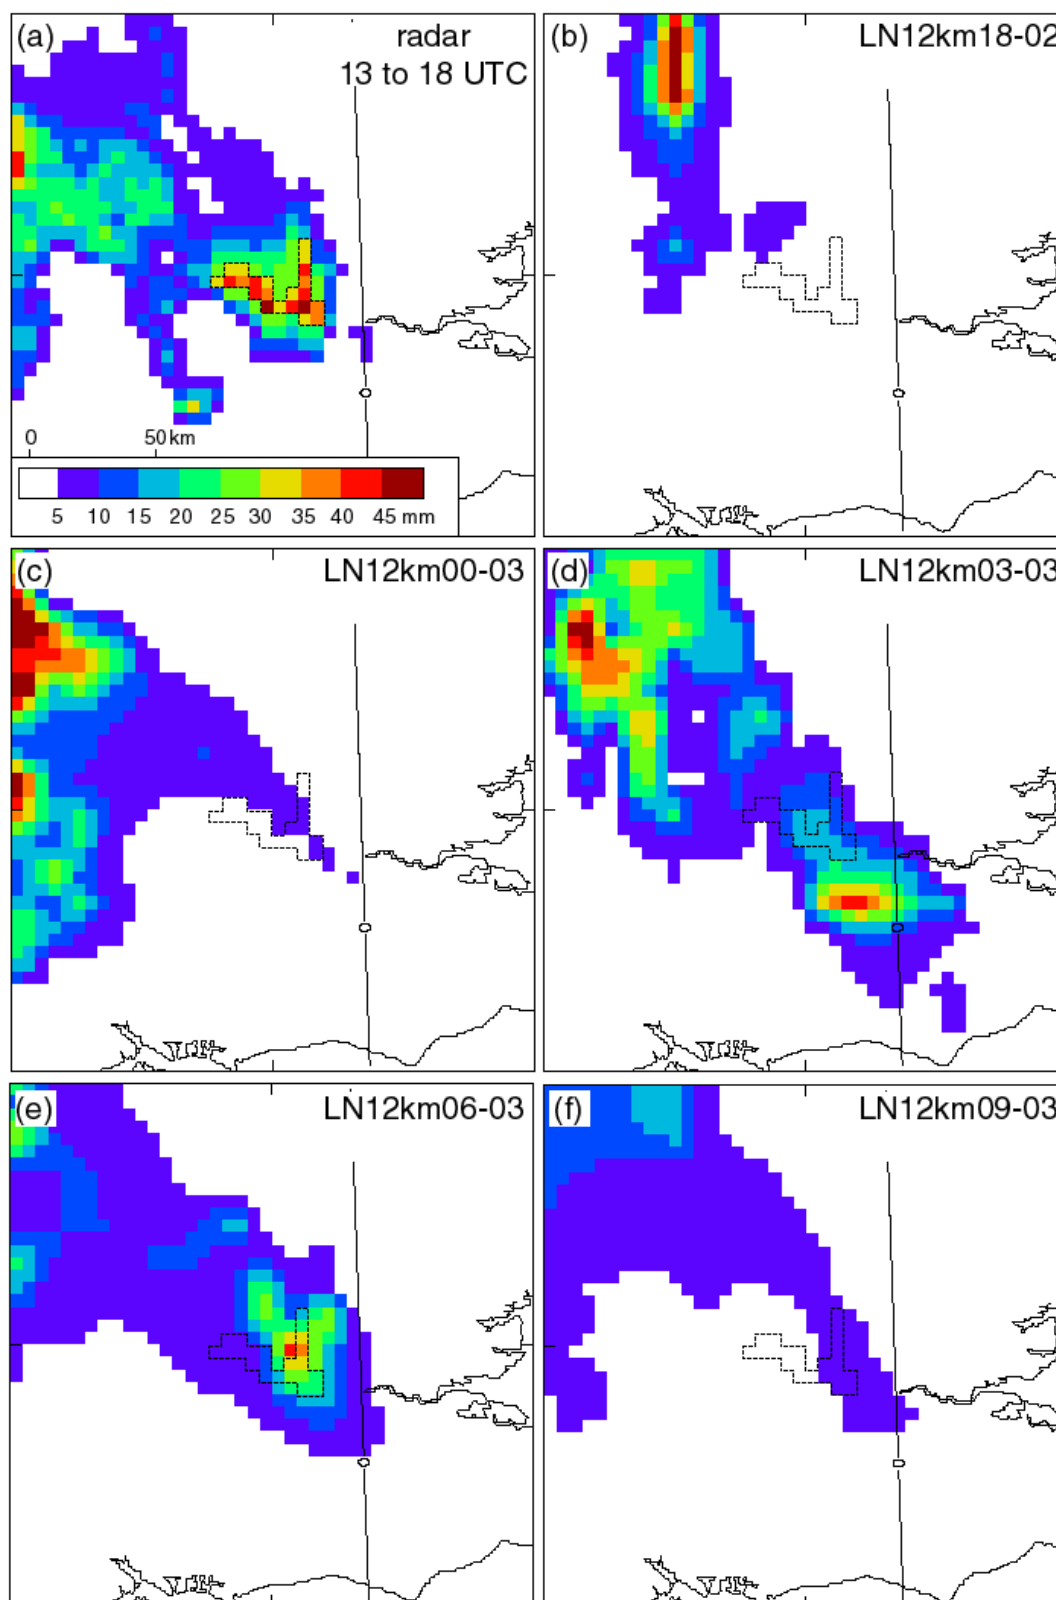 (a)
radar
13 to 18 UTC
0 50 km
5 10 15 20 25 30 35 40 45 mm
(b)
LN12km18-02
(c)
LN12km00-03
(d)
LN12km03-03
(e)
LN12km06-03
(f)
LN12km09-03